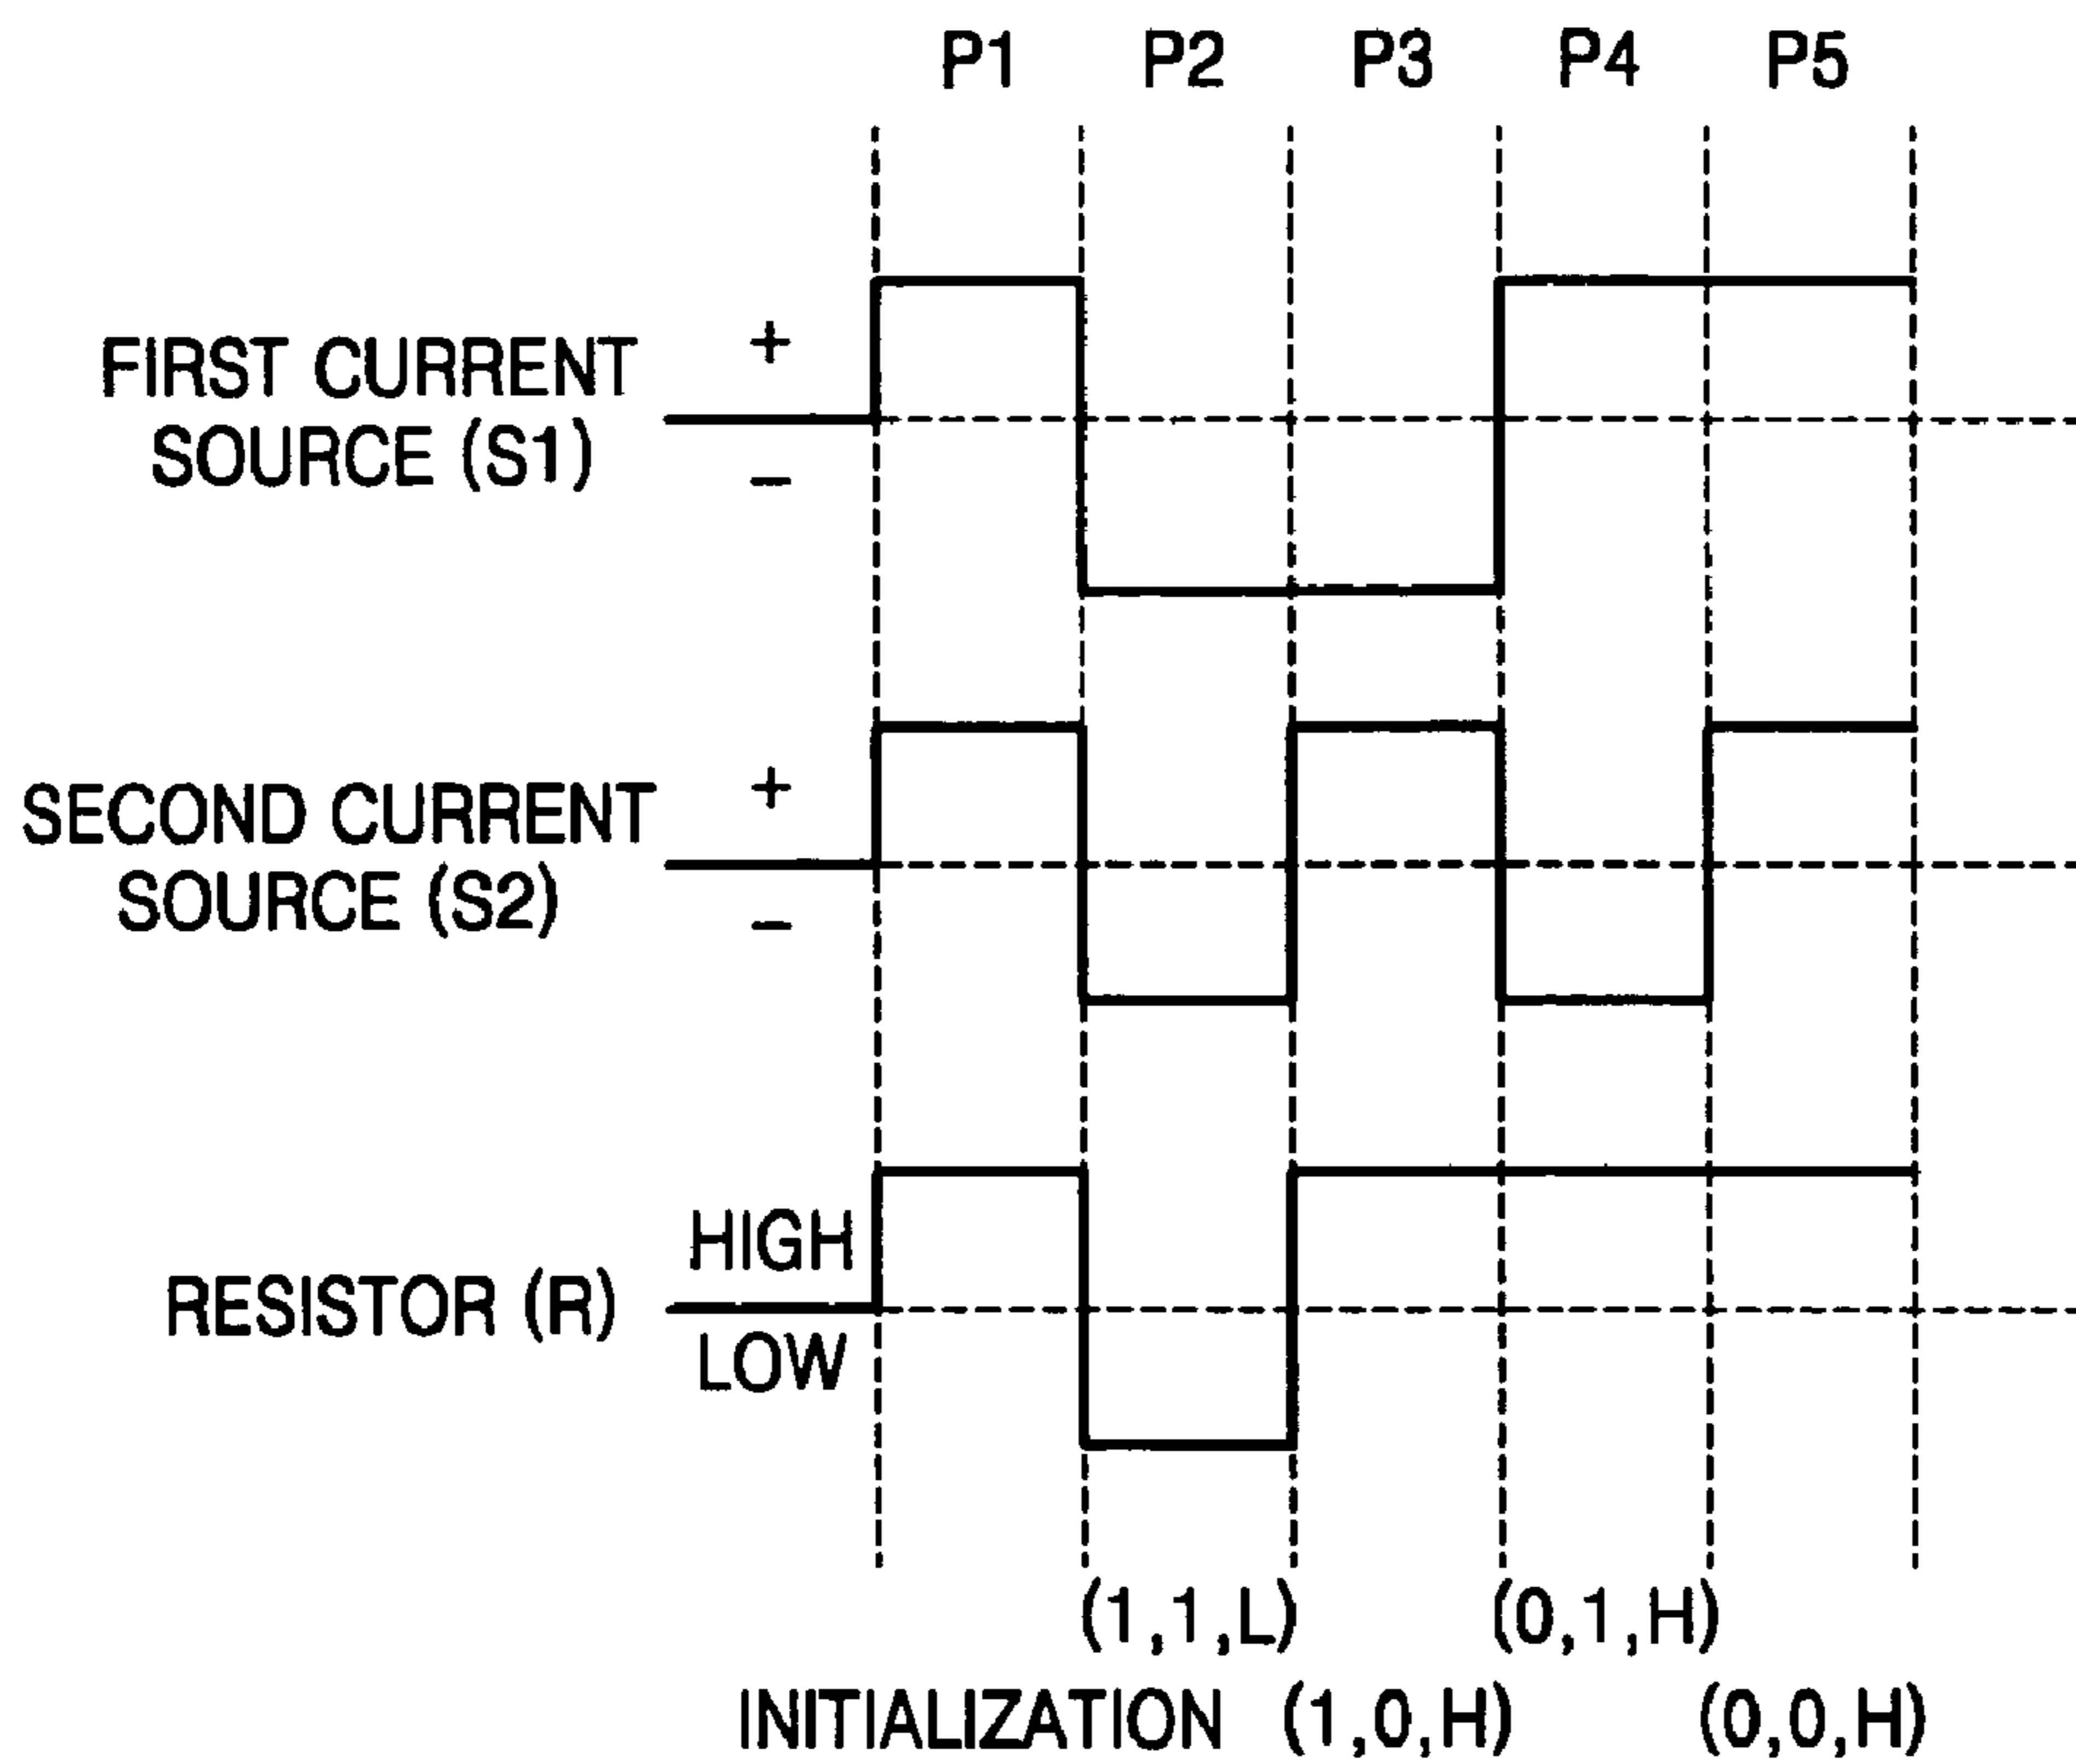 P1 P2 P3 P4 P5
FIRST CURRENT
SOURCE (S1)
+
−
SECOND CURRENT
SOURCE (S2)
+
−
RESISTOR (R)
HIGH
LOW
(1,1,L) (0,1,H)
INITIALIZATION (1,0,H) (0,0,H)